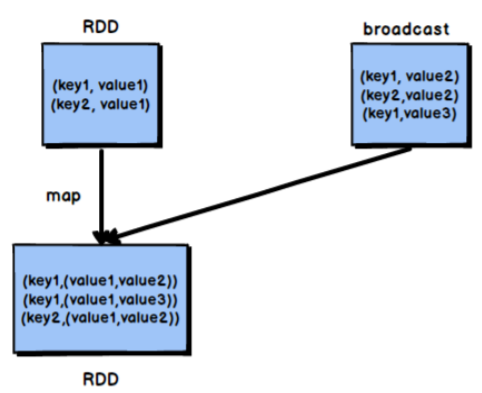 RDD
broadcast
(key1, value1)
(key2, value1)
(key1, value2)
(key2,value2)
(key1,value3)
map
(key1,(value1,value2))
(key1,(value1,value3))
(key2,(value1,value2))
RDD